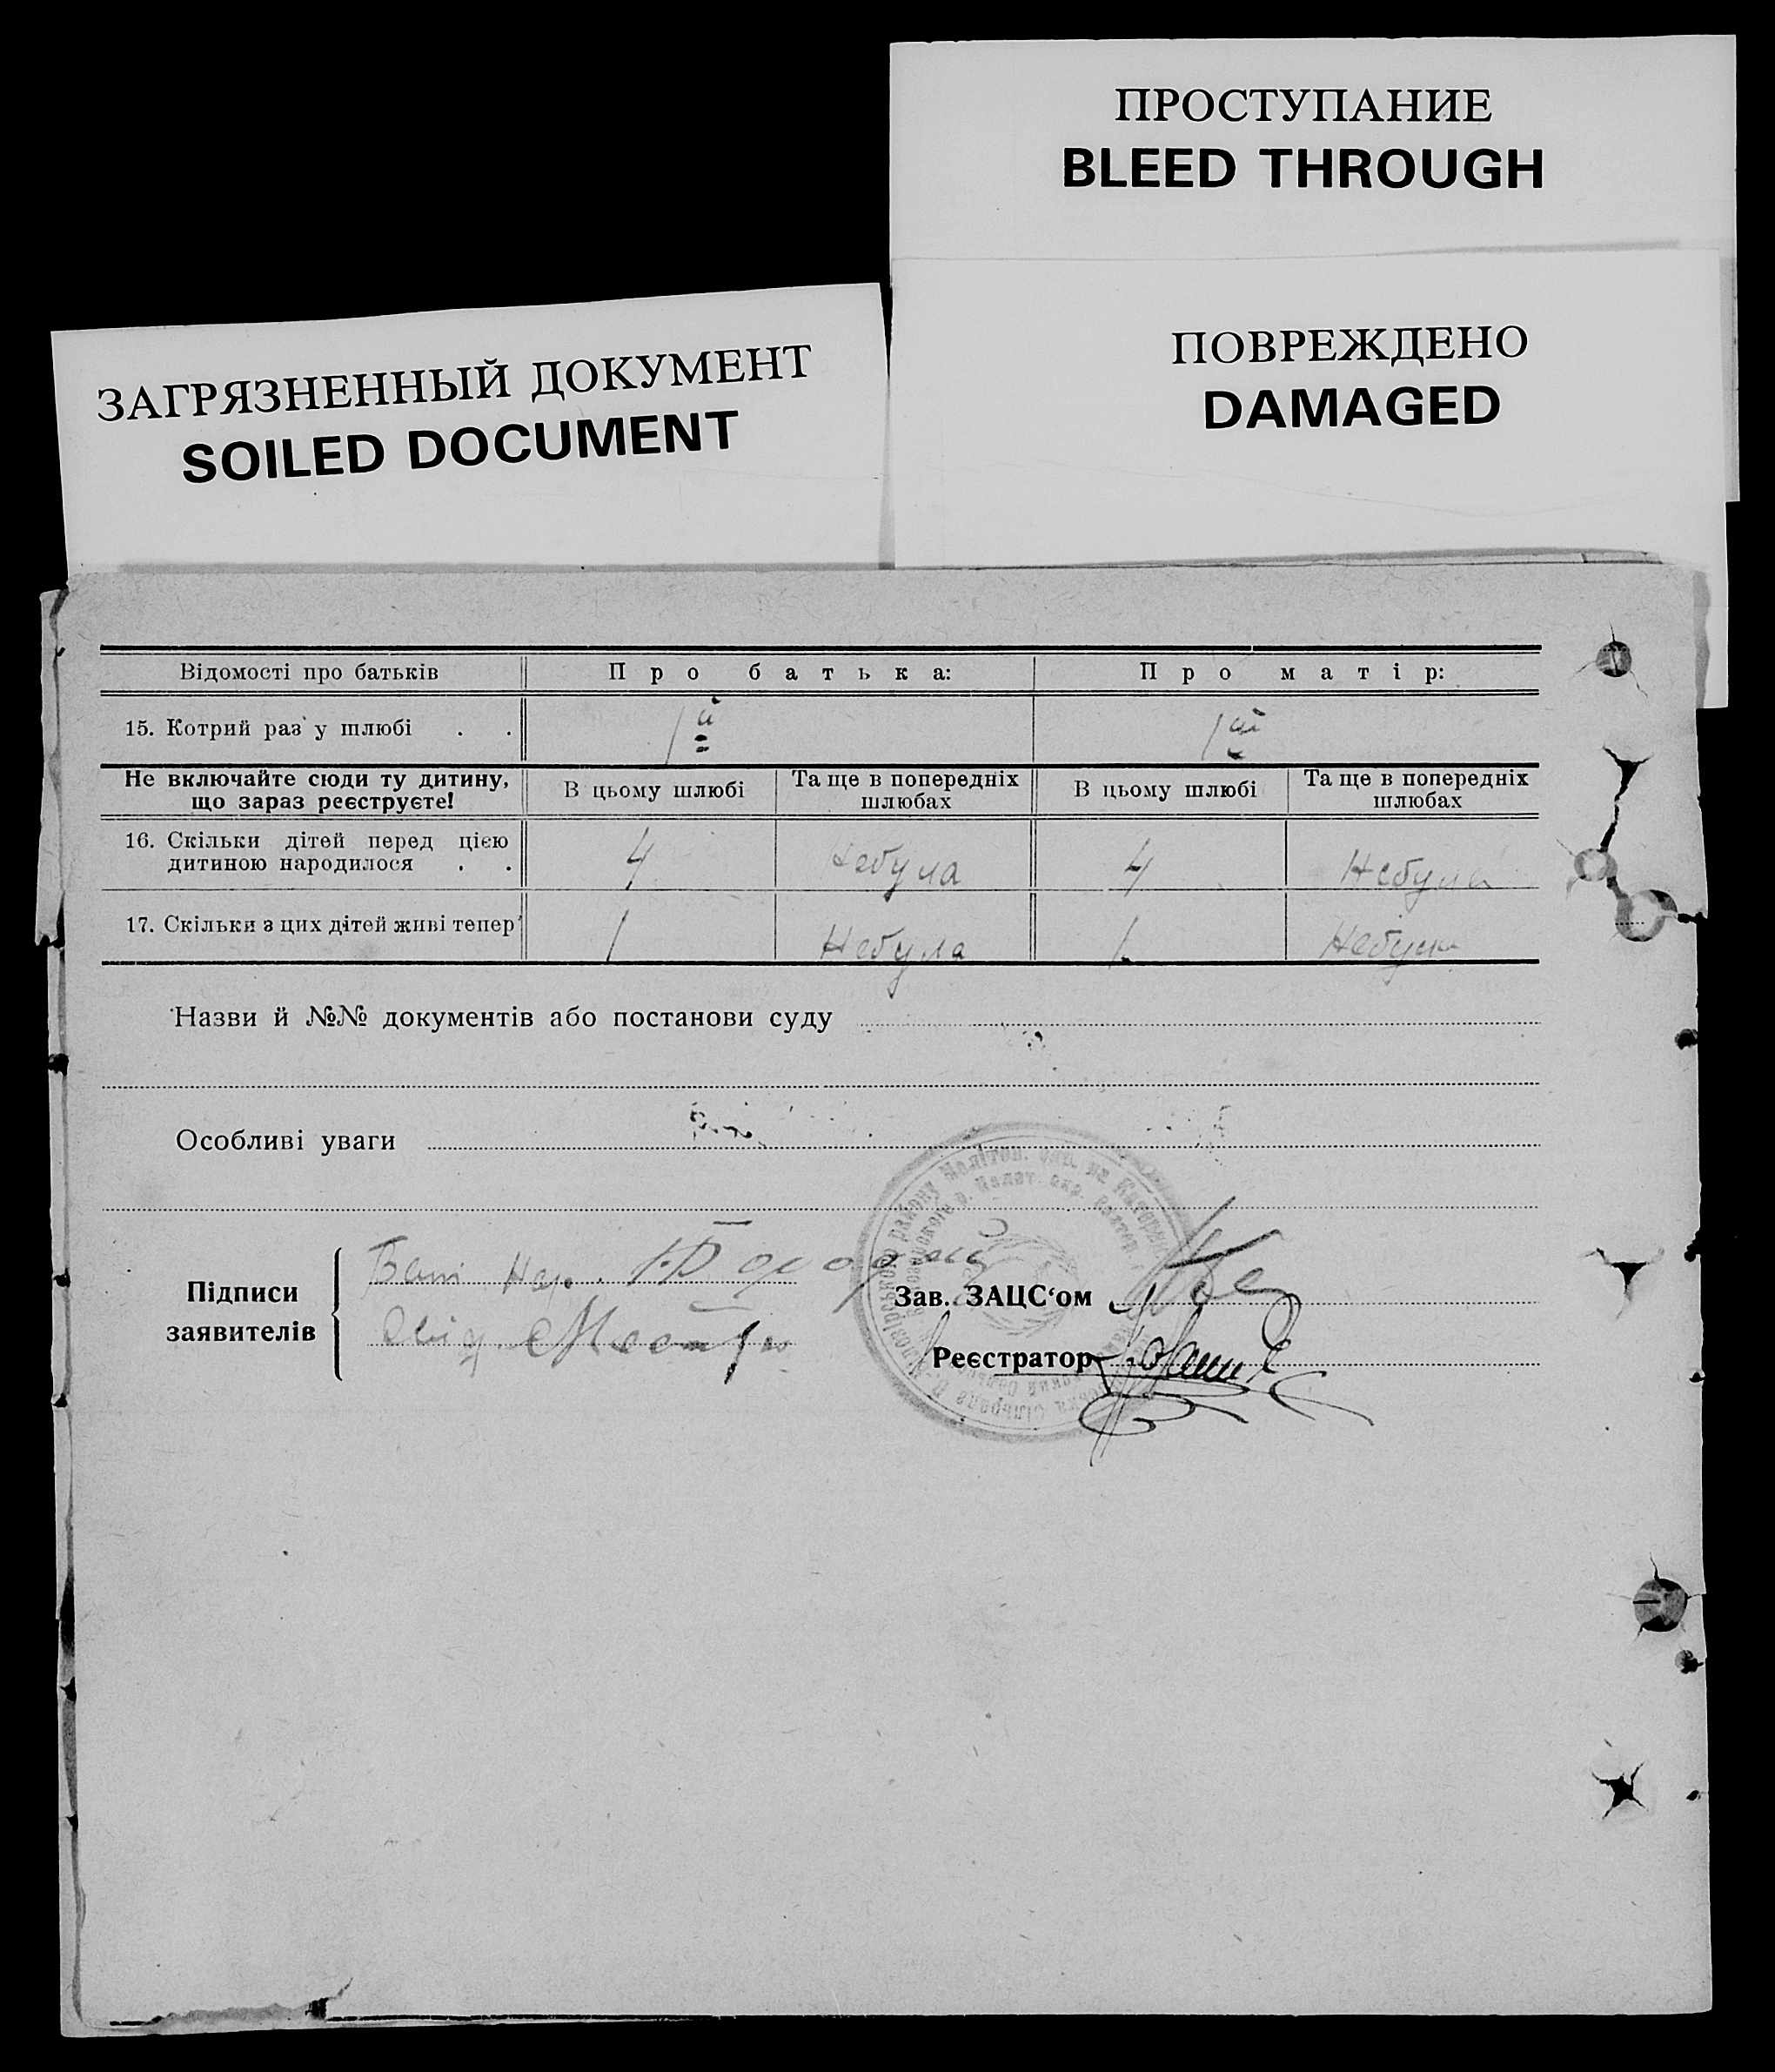 ПРОСТУПАНИЕ
BLEED THROUGH
ПОВРЕЖДЕНО
DAMAGED
ЗАГРЯЗНЕННЫЙ ДОКУМЕНТ
SOILED DOCUMENT
Відомості про батьків Про батька: Про матір:
15. Котрий раз у шлюбі . . 1й 1ий
Не включайте сюди ту дитину, що зараз реєструєте! В цьому шлюбі Та ще в попередніх шлюбах В цьому шлюбі Та ще в попередніх шлюбах
16. Скільки дітей перед цією
дитиною народилося . . 4 Небула 4 Небула
17. Скільки з цих дітей живі тепер 1 Небула 1 Небула
Назви й №№ документів або постанови суду
Особливі уваги
Підписи
заявителів
Зав. ЗАЦС‘ом
Реєстратор